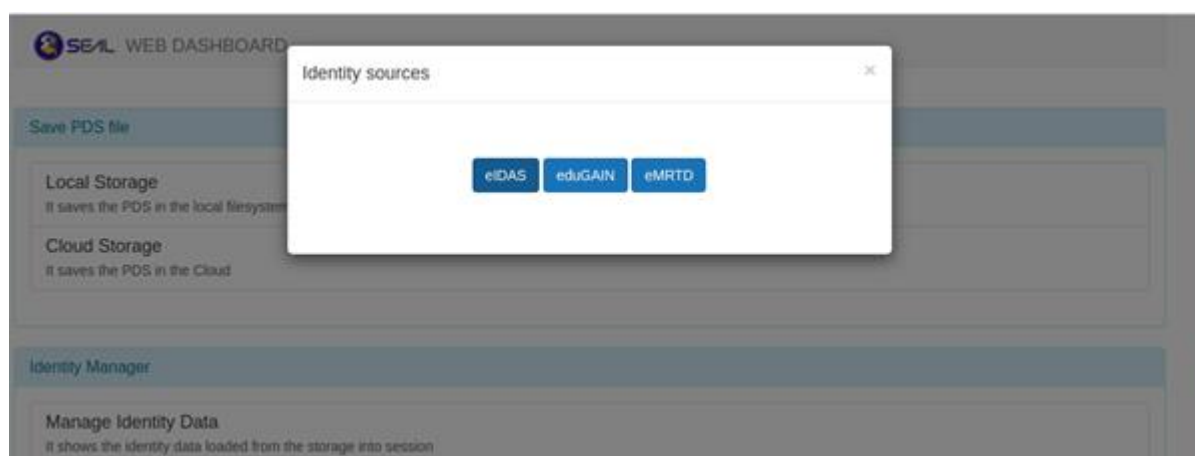 SEAL WEB DASHBOARD
Identity sources
×
eIDAS eduGAIN eMRTD
Save PDS file
Local Storage
It saves the PDS in the local filesystem
Cloud Storage
It saves the PDS in the Cloud
Identity Manager
Manage Identity Data
It shows the identity data loaded from the storage into session